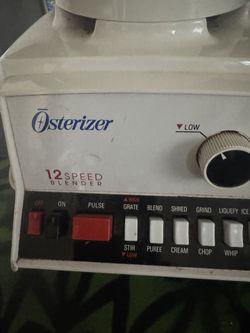 Osterizer
▼ LOW
12 SPEED
BLENDER
▲ HIGH
OFF ON PULSE GRATE BLEND SHRED GRIND LIQUEFY ICE
STIR PUREE CREAM CHOP WHIP
▼ LOW